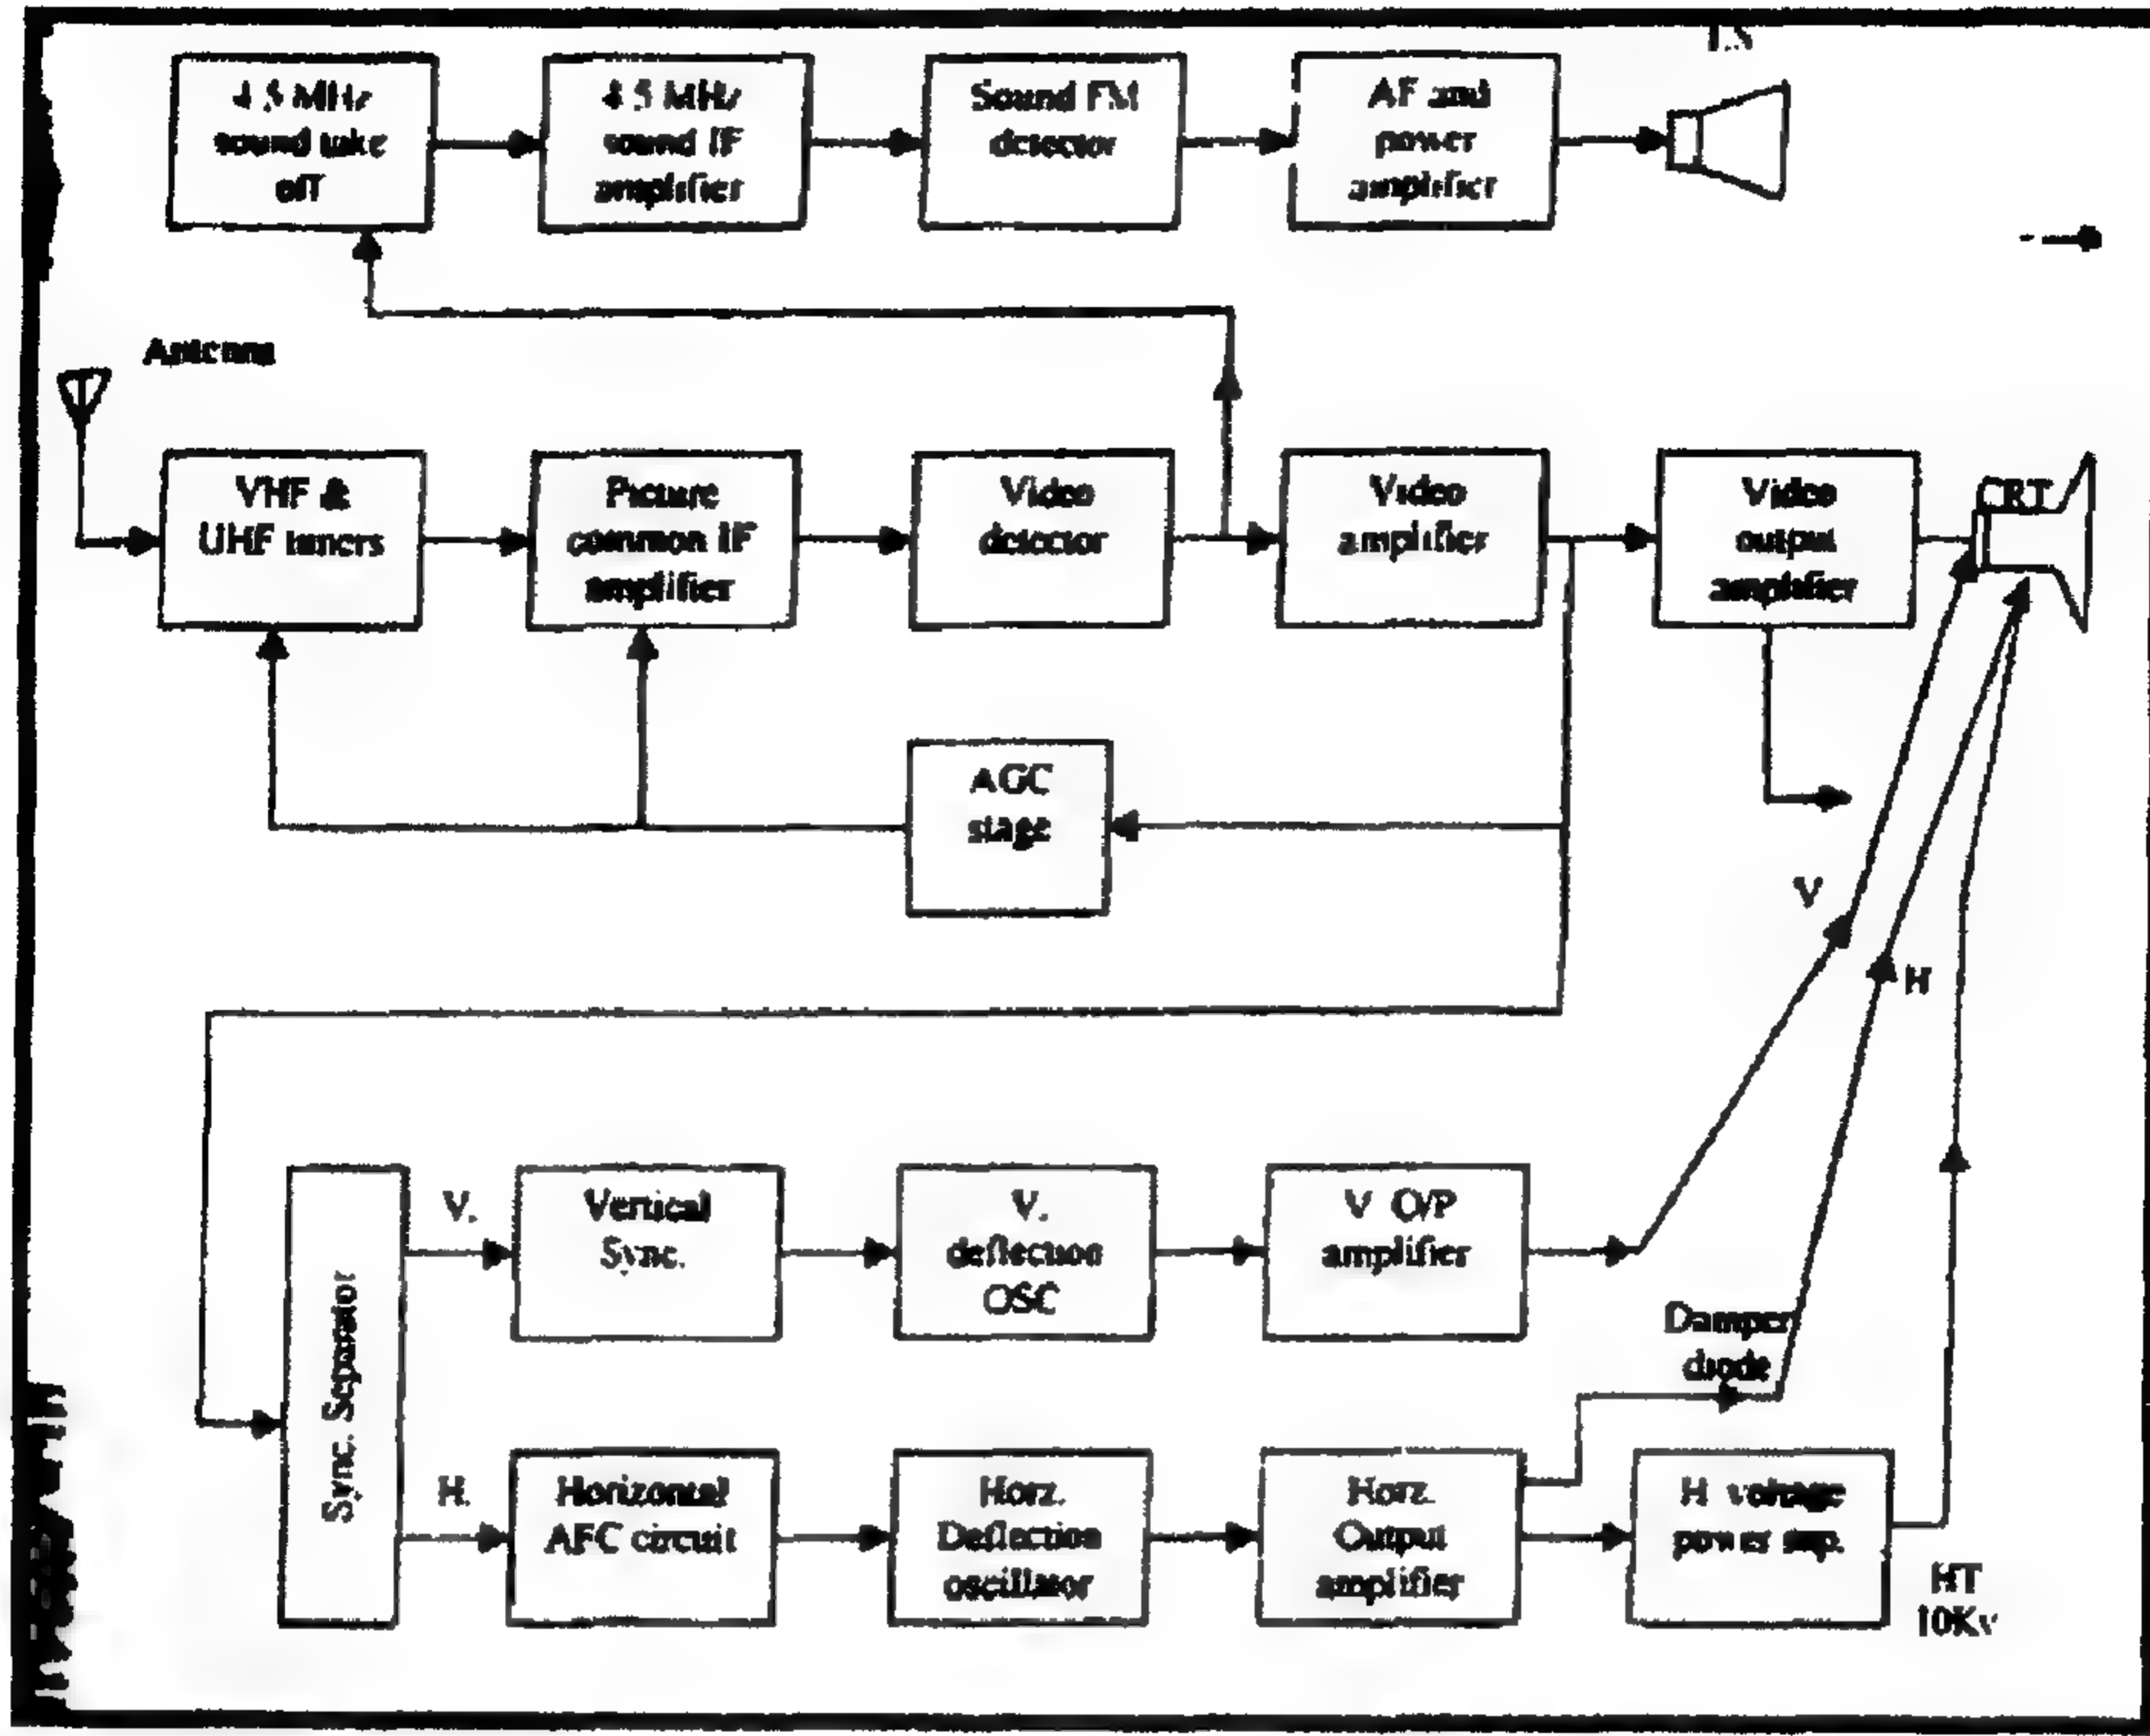 L.S
4.5 MHz
sound take
off
4.5 MHz
sound IF
amplifier
Sound FM
detector
AF and
power
amplifier
Antenna
VHF &
UHF tuners
Picture
common IF
amplifier
Video
detector
Video
amplifier
Video
output
amplifier
CRT
AGC
stage
V
H
Sync. Separator
V.
Vertical
Sync.
V.
deflection
OSC
V O/P
amplifier
Damper
diode
H.
Horizontal
AFC circuit
Horz.
Deflection
oscillator
Horz.
Output
amplifier
H voltage
power sup.
HT
10Kv